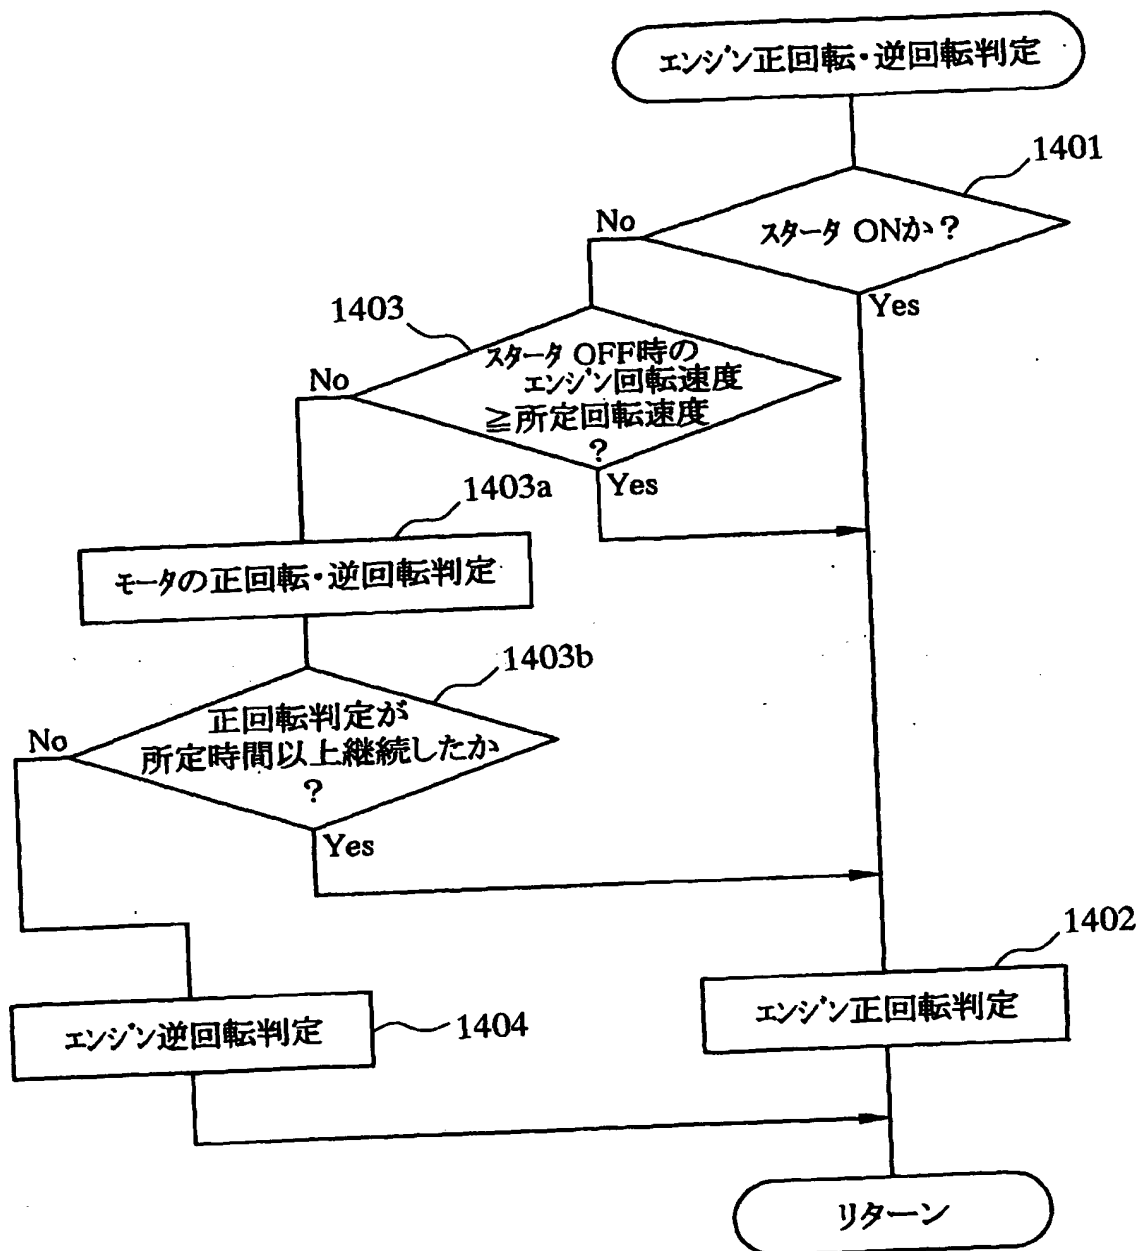 エンジン正回転・逆回転判定
1401
スタータ ONか？
No
Yes
1403
スタータ OFF時の
エンジン回転速度
≧所定回転速度
？
No
Yes
1403a
モータの正回転・逆回転判定
1403b
正回転判定が
所定時間以上継続したか
？
No
Yes
1402
エンジン正回転判定
エンジン逆回転判定
1404
リターン